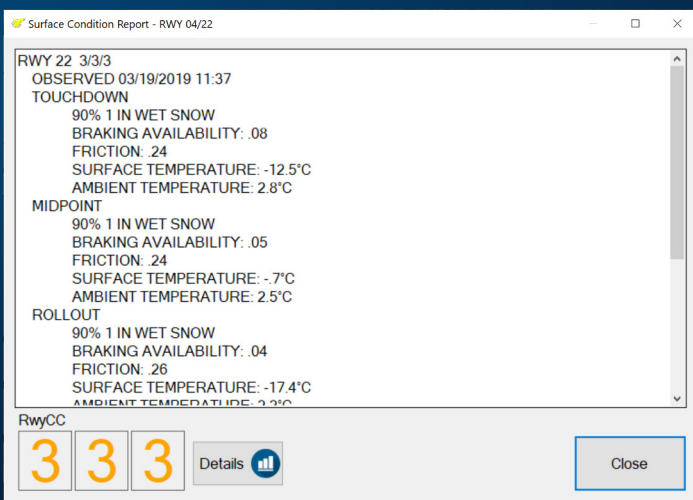 Surface Condition Report - RWY 04/22
RWY 22 3/3/3
OBSERVED 03/19/2019 11:37
TOUCHDOWN
90% 1 IN WET SNOW
BRAKING AVAILABILITY: .08
FRICTION: .24
SURFACE TEMPERATURE: -12.5°C
AMBIENT TEMPERATURE: 2.8°C
MIDPOINT
90% 1 IN WET SNOW
BRAKING AVAILABILITY: .05
FRICTION: .24
SURFACE TEMPERATURE: -.7°C
AMBIENT TEMPERATURE: 2.5°C
ROLLOUT
90% 1 IN WET SNOW
BRAKING AVAILABILITY: .04
FRICTION: .26
SURFACE TEMPERATURE: -17.4°C
AMBIENT TEMPERATURE:
RwyCC
3 3 3
Details
Close